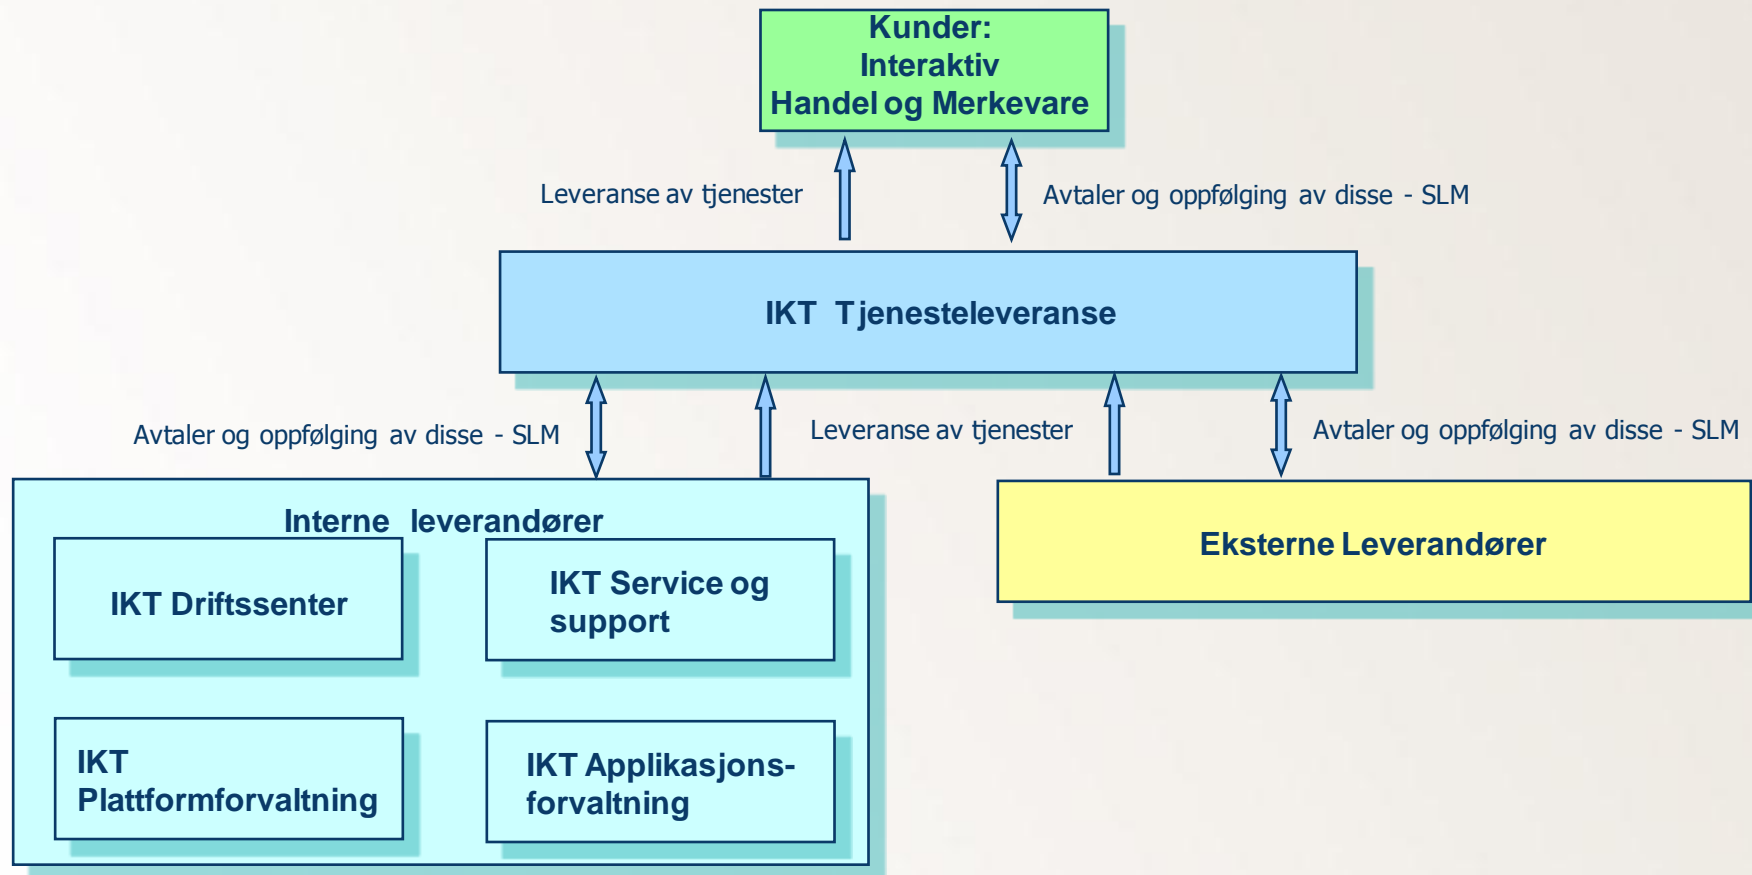 Kunder:
Interaktiv
Handel og Merkevare
Leveranse av tjenester
Avtaler og oppfølging av disse - SLM
IKT Tjenesteleveranse
Avtaler og oppfølging av disse - SLM
Leveranse av tjenester
Avtaler og oppfølging av disse - SLM
Interne leverandører
IKT Driftssenter
IKT Service og
support
IKT
Plattformforvaltning
IKT Applikasjons-
forvaltning
Eksterne Leverandører